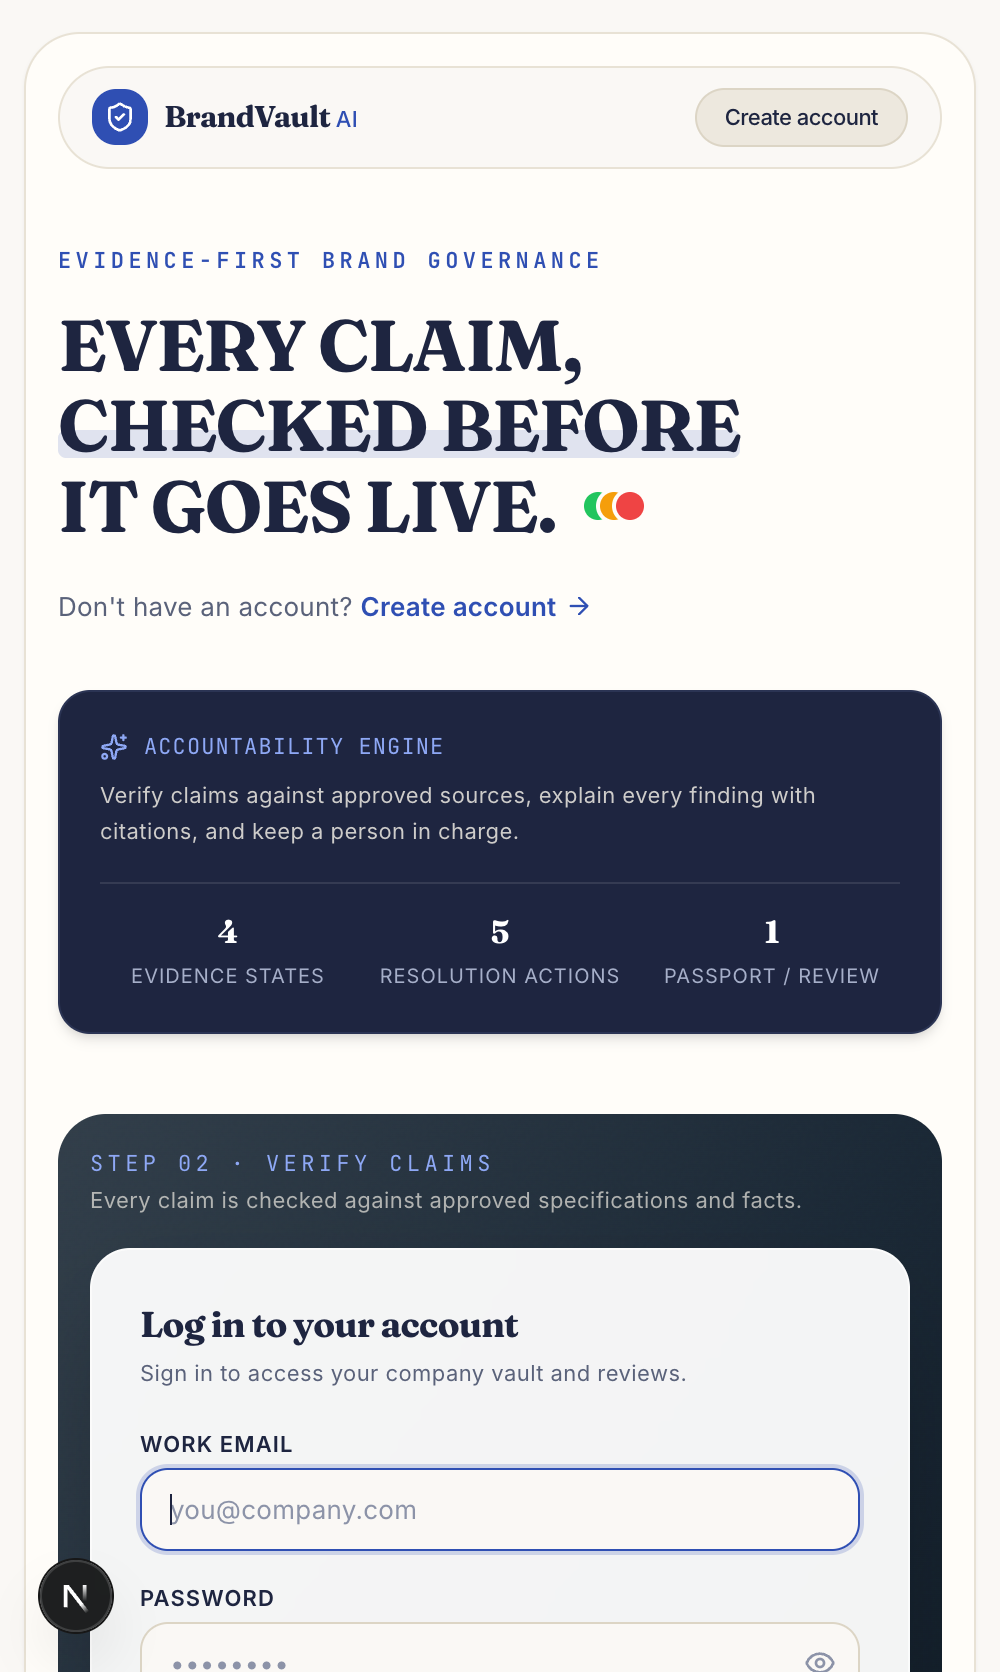 BrandVault AI
Create account
EVIDENCE-FIRST BRAND GOVERNANCE
EVERY CLAIM,
CHECKED BEFORE
IT GOES LIVE.
Don't have an account? Create account →
ACCOUNTABILITY ENGINE
Verify claims against approved sources, explain every finding with
citations, and keep a person in charge.
4
EVIDENCE STATES
5
RESOLUTION ACTIONS
1
PASSPORT / REVIEW
STEP 02 · VERIFY CLAIMS
Every claim is checked against approved specifications and facts.
Log in to your account
Sign in to access your company vault and reviews.
WORK EMAIL
you@company.com
PASSWORD
••••••••
N